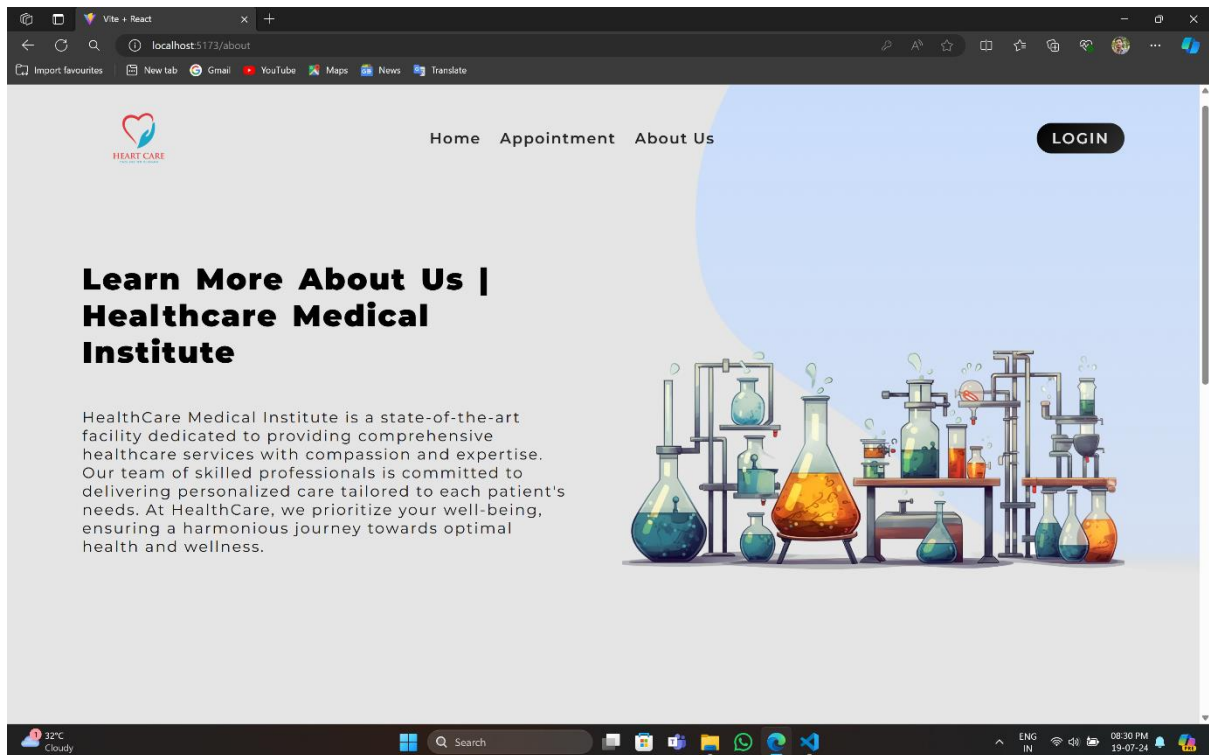 Vite + React
localhost:5173/about
Import favourites
New tab
Gmail
YouTube
Maps
News
Translate
HEART CARE
Home Appointment About Us
LOGIN
Learn More About Us |
Healthcare Medical
Institute
HealthCare Medical Institute is a state-of-the-art
facility dedicated to providing comprehensive
healthcare services with compassion and expertise.
Our team of skilled professionals is committed to
delivering personalized care tailored to each patient's
needs. At HealthCare, we prioritize your well-being,
ensuring a harmonious journey towards optimal
health and wellness.
1
32°C
Cloudy
Search
ENG
IN
08:30 PM
19-07-24